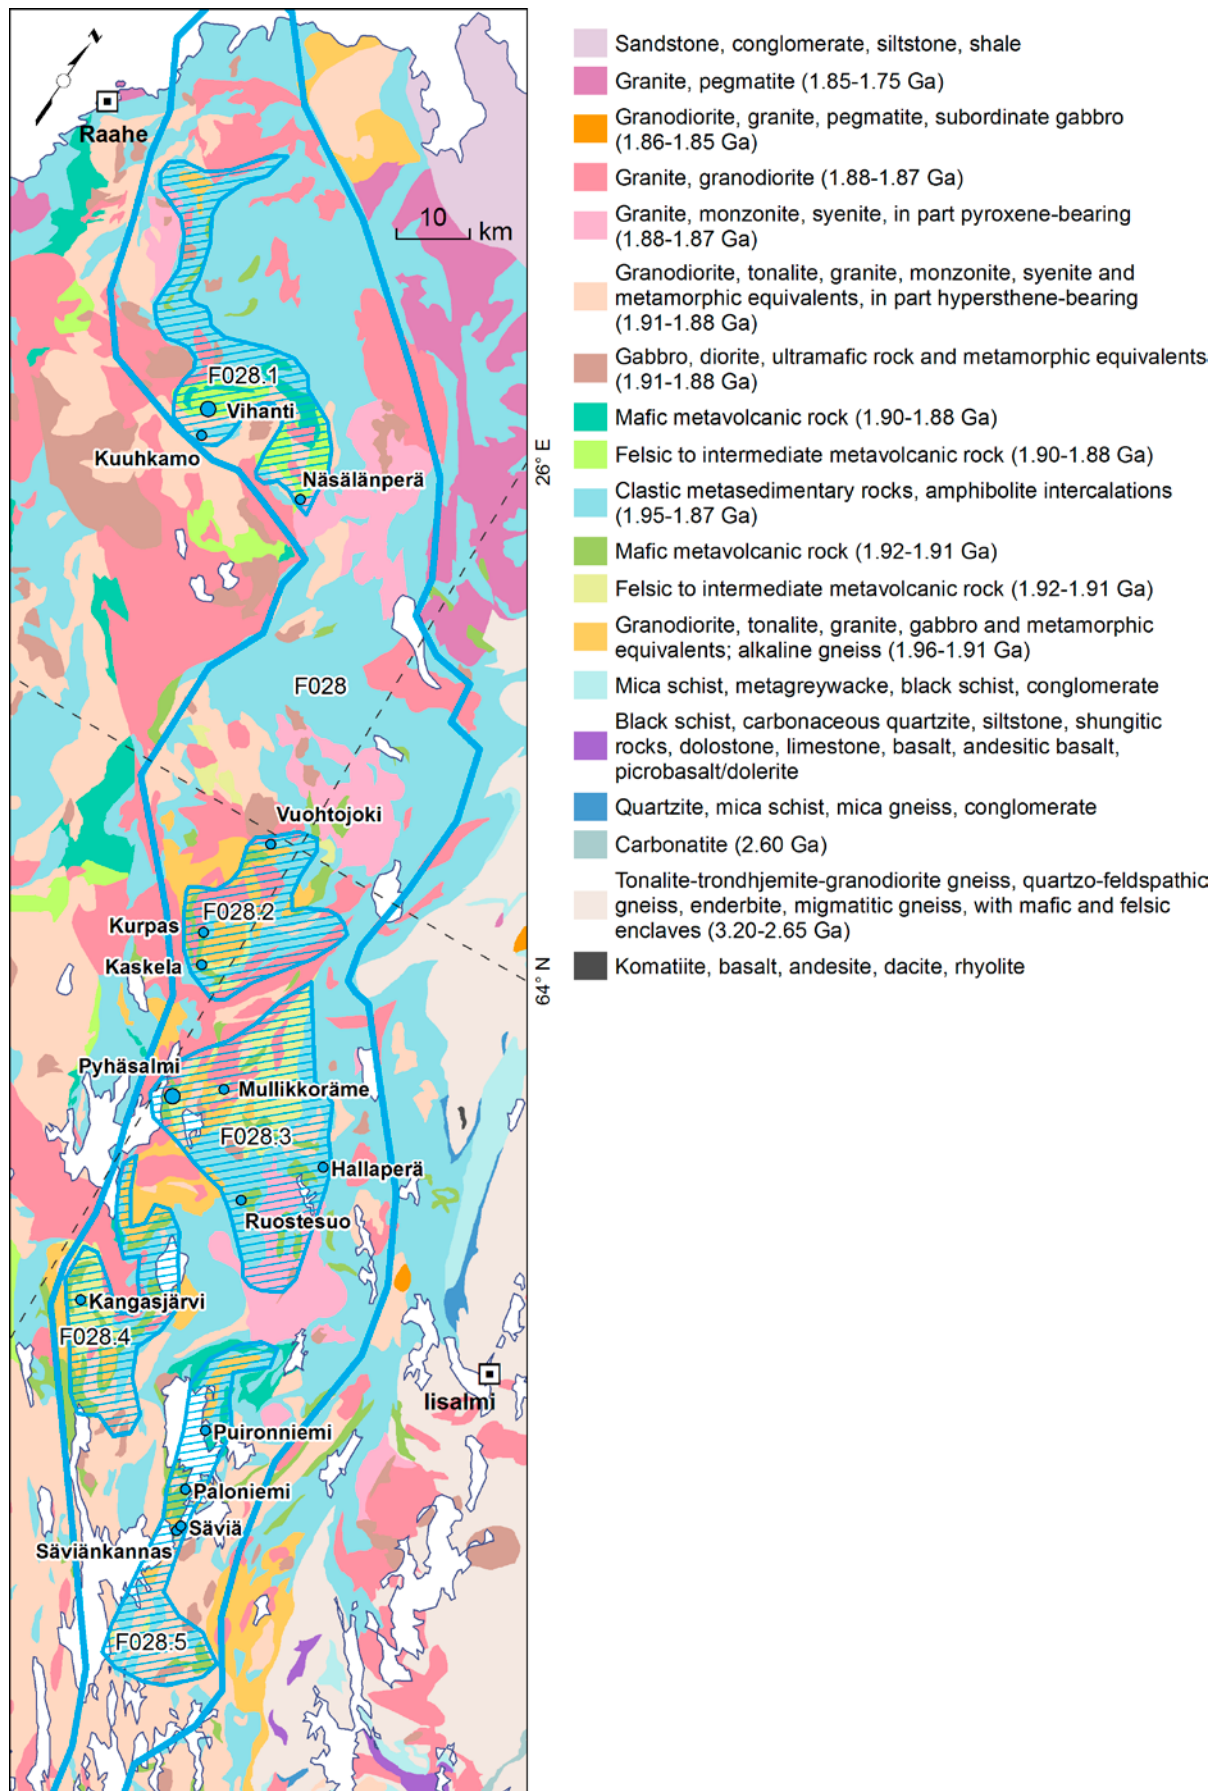 N
Raahe
10
km
F028.1
Vihanti
Kuuhkamo
Näsälänperä
26° E
F028
Vuohtojoki
F028.2
Kurpas
Kaskela
64° N
Pyhäsalmi
Mullikkoräme
F028.3
Hallaperä
Ruostesuo
Kangasjärvi
F028.4
Iisalmi
Puironniemi
Paloniemi
Säviä
Säviänkannas
F028.5
Sandstone, conglomerate, siltstone, shale
Granite, pegmatite (1.85-1.75 Ga)
Granodiorite, granite, pegmatite, subordinate gabbro
(1.86-1.85 Ga)
Granite, granodiorite (1.88-1.87 Ga)
Granite, monzonite, syenite, in part pyroxene-bearing
(1.88-1.87 Ga)
Granodiorite, tonalite, granite, monzonite, syenite and
metamorphic equivalents, in part hypersthene-bearing
(1.91-1.88 Ga)
Gabbro, diorite, ultramafic rock and metamorphic equivalents
(1.91-1.88 Ga)
Mafic metavolcanic rock (1.90-1.88 Ga)
Felsic to intermediate metavolcanic rock (1.90-1.88 Ga)
Clastic metasedimentary rocks, amphibolite intercalations
(1.95-1.87 Ga)
Mafic metavolcanic rock (1.92-1.91 Ga)
Felsic to intermediate metavolcanic rock (1.92-1.91 Ga)
Granodiorite, tonalite, granite, gabbro and metamorphic
equivalents; alkaline gneiss (1.96-1.91 Ga)
Mica schist, metagreywacke, black schist, conglomerate
Black schist, carbonaceous quartzite, siltstone, shungitic
rocks, dolostone, limestone, basalt, andesitic basalt,
picrobasalt/dolerite
Quartzite, mica schist, mica gneiss, conglomerate
Carbonatite (2.60 Ga)
Tonalite-trondhjemite-granodiorite gneiss, quartzo-feldspathic
gneiss, enderbite, migmatitic gneiss, with mafic and felsic
enclaves (3.20-2.65 Ga)
Komatiite, basalt, andesite, dacite, rhyolite